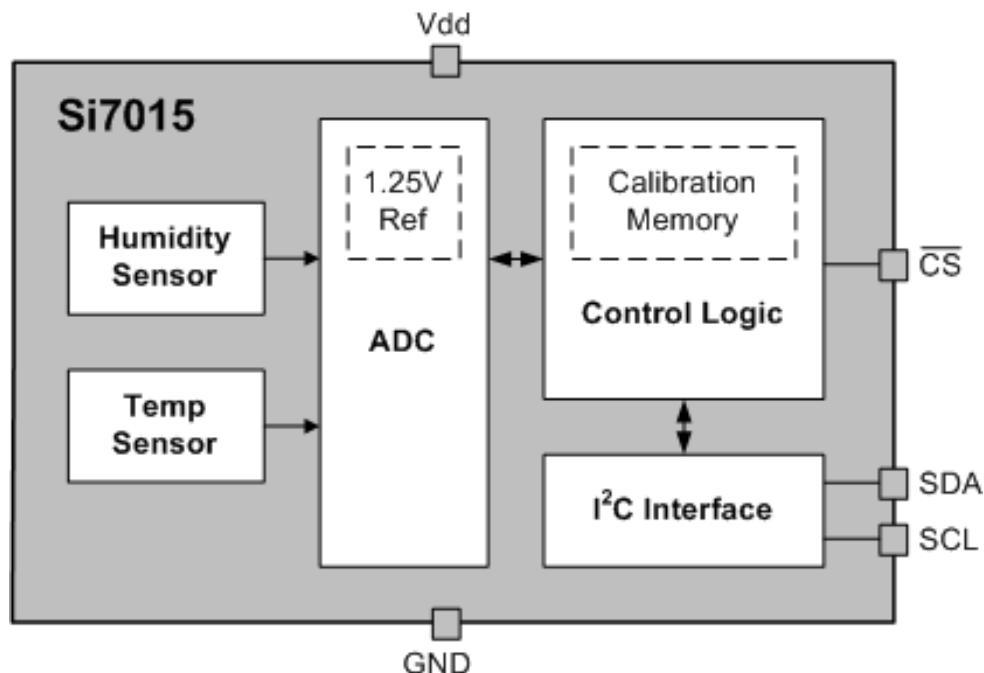 Vdd
Si7015
1.25V
Ref
Calibration
Memory
Humidity
Sensor
CS
Control Logic
ADC
Temp
Sensor
I²C Interface
SDA
SCL
GND